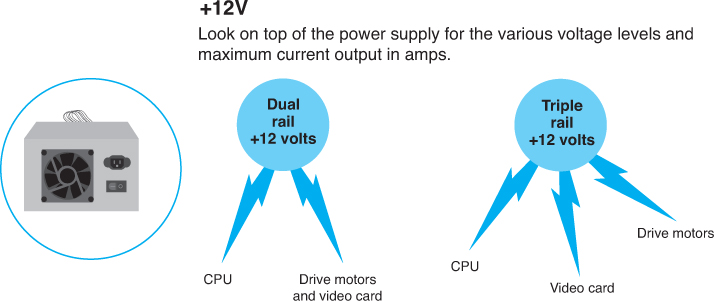 +12V
Look on top of the power supply for the various voltage levels and
maximum current output in amps.
Dual
rail
+12 volts
CPU
Drive motors
and video card
Triple
rail
+12 volts
CPU
Video card
Drive motors